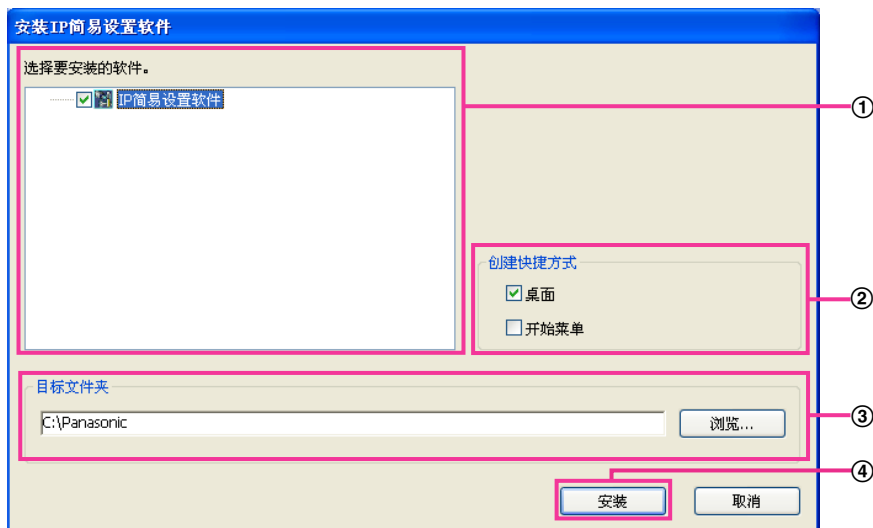 安装IP简易设置软件
选择要安装的软件。
IP简易设置软件
①
创建快捷方式
桌面
②
开始菜单
目标文件夹
C:\Panasonic
浏览...
③
④
安装
取消